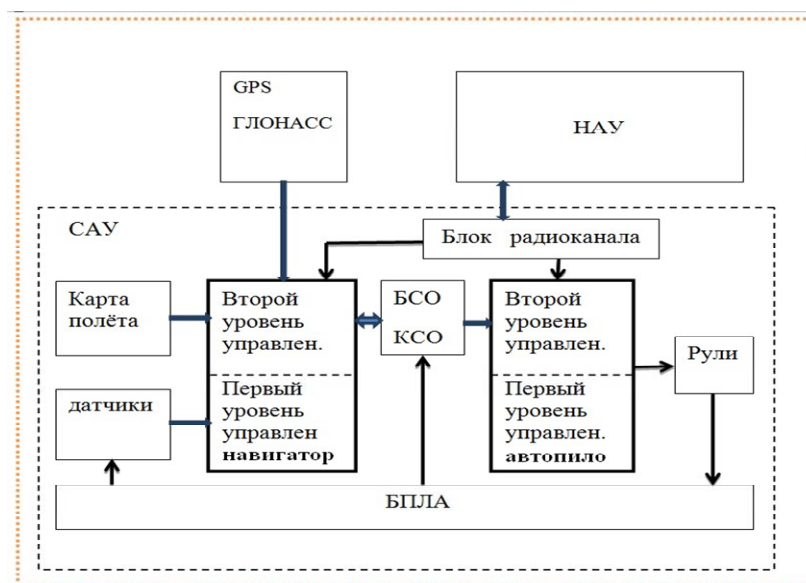 GPS
ГЛОНАСС
НАУ
САУ
Блок радиоканала
Карта
полёта
Второй
уровень
управлен.
БСО
КСО
Второй
уровень
управлен.
Рули
датчики
Первый
уровень
управлен
навигатор
Первый
уровень
управлен.
автопило
БПЛА